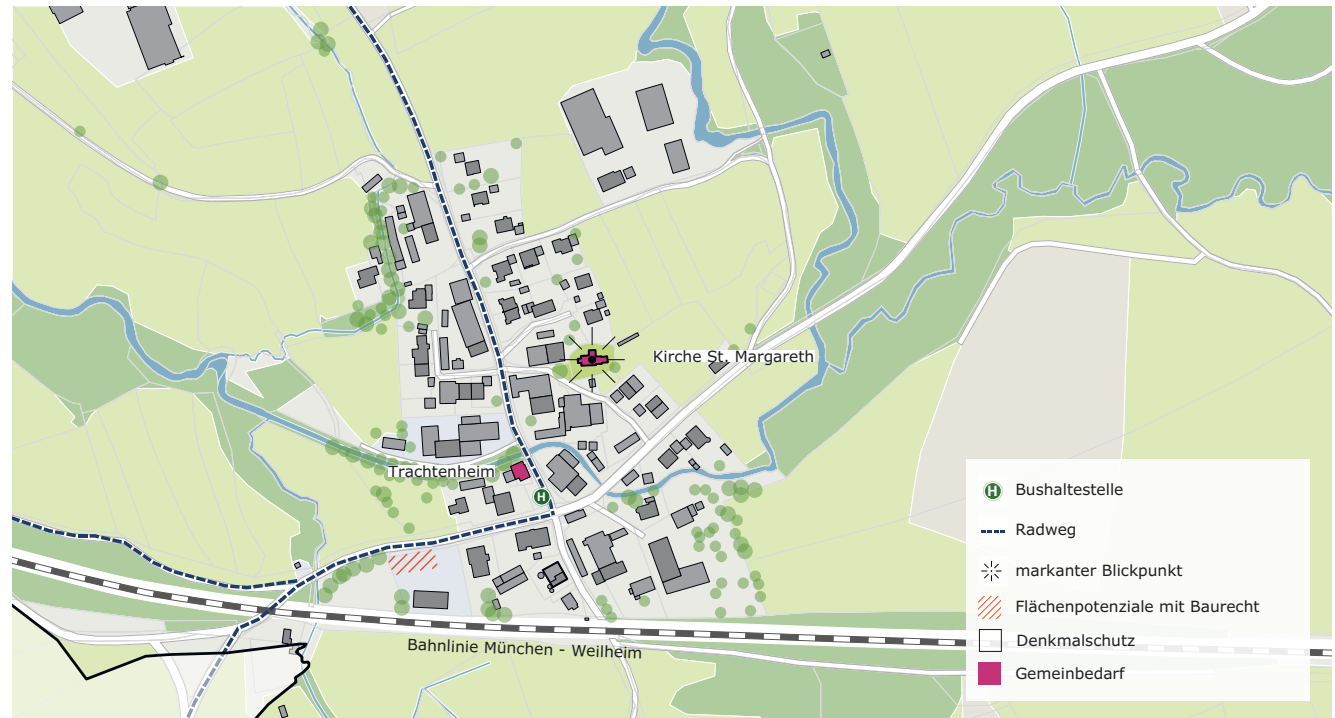 Kirche St. Margareth
Trachtenheim
H
Bahnlinie München - Weilheim
H Bushaltestelle
Radweg
markanter Blickpunkt
Flächenpotenziale mit Baurecht
Denkmalschutz
Gemeinbedarf